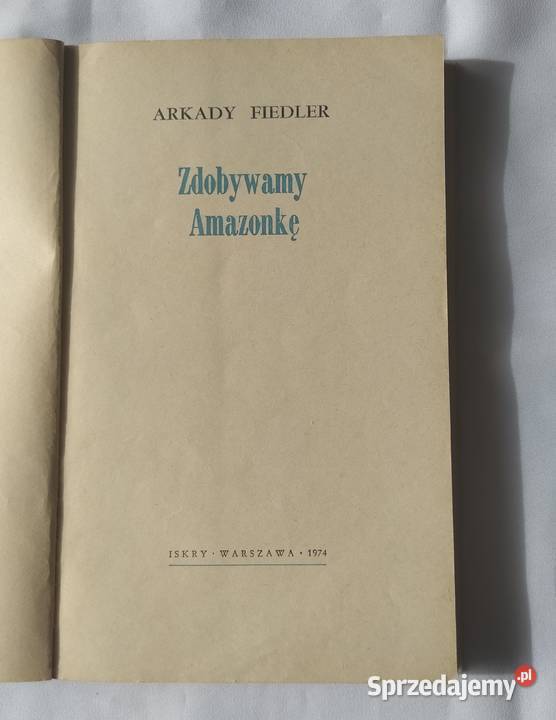 ARKADY FIEDLER
Zdobywamy
Amazonkę
ISKRY · WARSZAWA · 1974
Sprzedajemy.pl